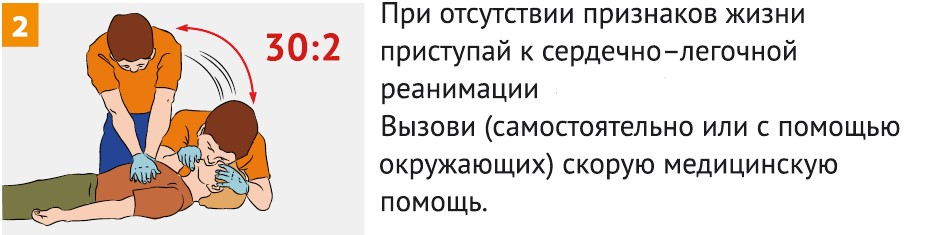 2
30:2
При отсутствии признаков жизни
приступай к сердечно–легочной
реанимации
Вызови (самостоятельно или с помощью
окружающих) скорую медицинскую
помощь.